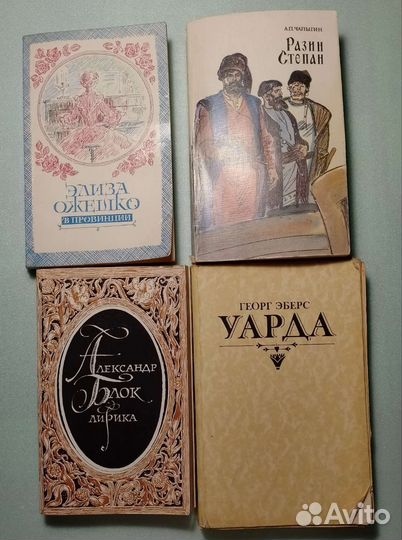 ЭЛИЗА
ОЖЕШКО
В ПРОВИНЦИИ
А.П.ЧАПЫГИН
РАЗИН
СТЕПАН
АЛЕКСАНДР
БЛОК
ЛИРИКА
ГЕОРГ ЭБЕРС
УАРДА
Avito